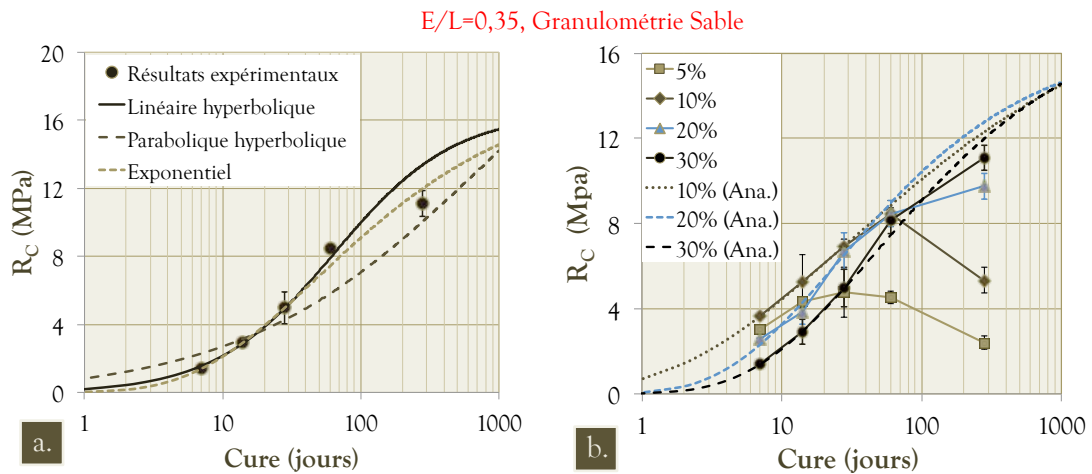 E/L=0,35, Granulométrie Sable
20
16
12
8
4
0
R_C (MPa)
Résultats expérimentaux
Linéaire hyperbolique
Parabolique hyperbolique
Exponentiel
1
10
100
1000
Cure (jours)
a.
16
12
8
4
0
R_C (Mpa)
5%
10%
20%
30%
10% (Ana.)
20% (Ana.)
30% (Ana.)
1
10
100
1000
Cure (jours)
b.